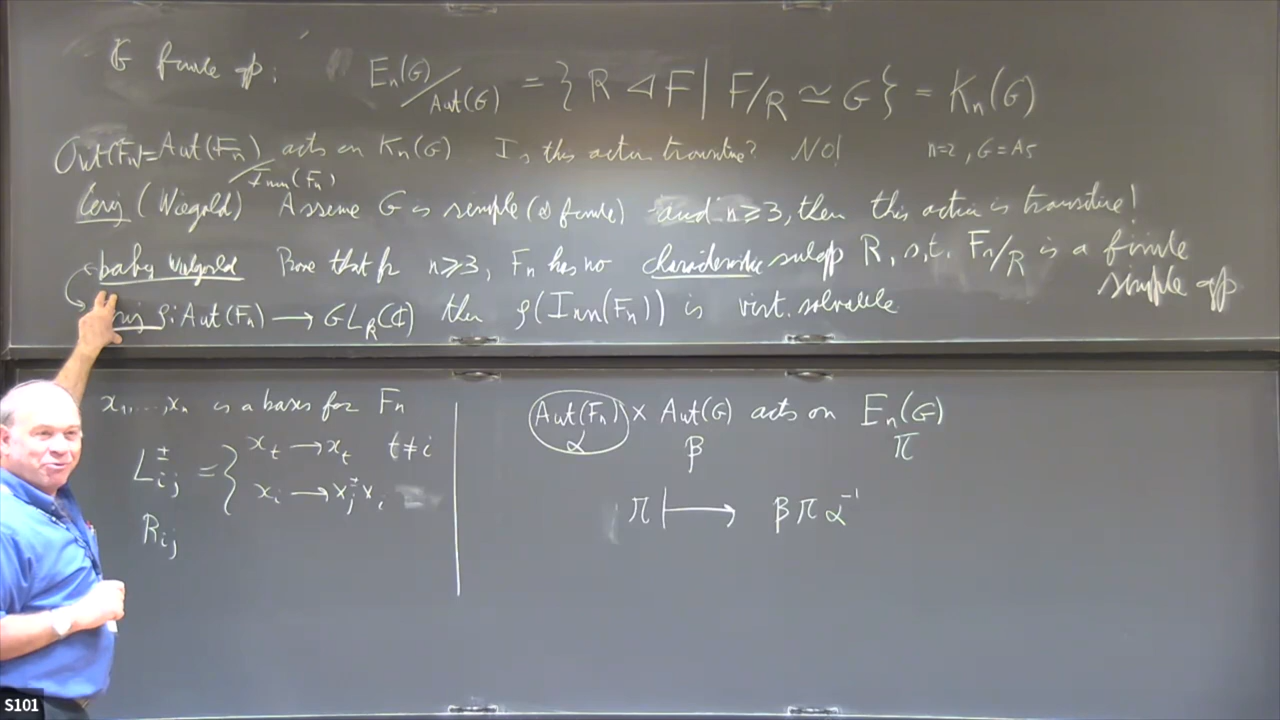 G finite gp: En(G)/Aut(G) = { R ◁ F | F/R ≃ G } = Kn(G)
Out(Fn) = Aut(Fn)/Inn(Fn) acts on Kn(G) Is this action transitive? NO! n=2, G=A5
Conj (Wiegold) Assume G is simple (& finite) and n≥3, then this action is transitive!
baby Wiegold Prove that for n≥3, Fn has no characteristic subgp R, s.t. Fn/R is a finite simple gp
Conj ρ: Aut(Fn) → GL_R(ℂ) then ρ(Inn(Fn)) is virt. solvable
x1,...,xn is a basis for Fn
L±ij = { xt → xt t≠i
xi → xj± xi
Rij
Aut(Fn) × Aut(G) acts on En(G)
α β π
π ↦ β π α⁻¹
S101